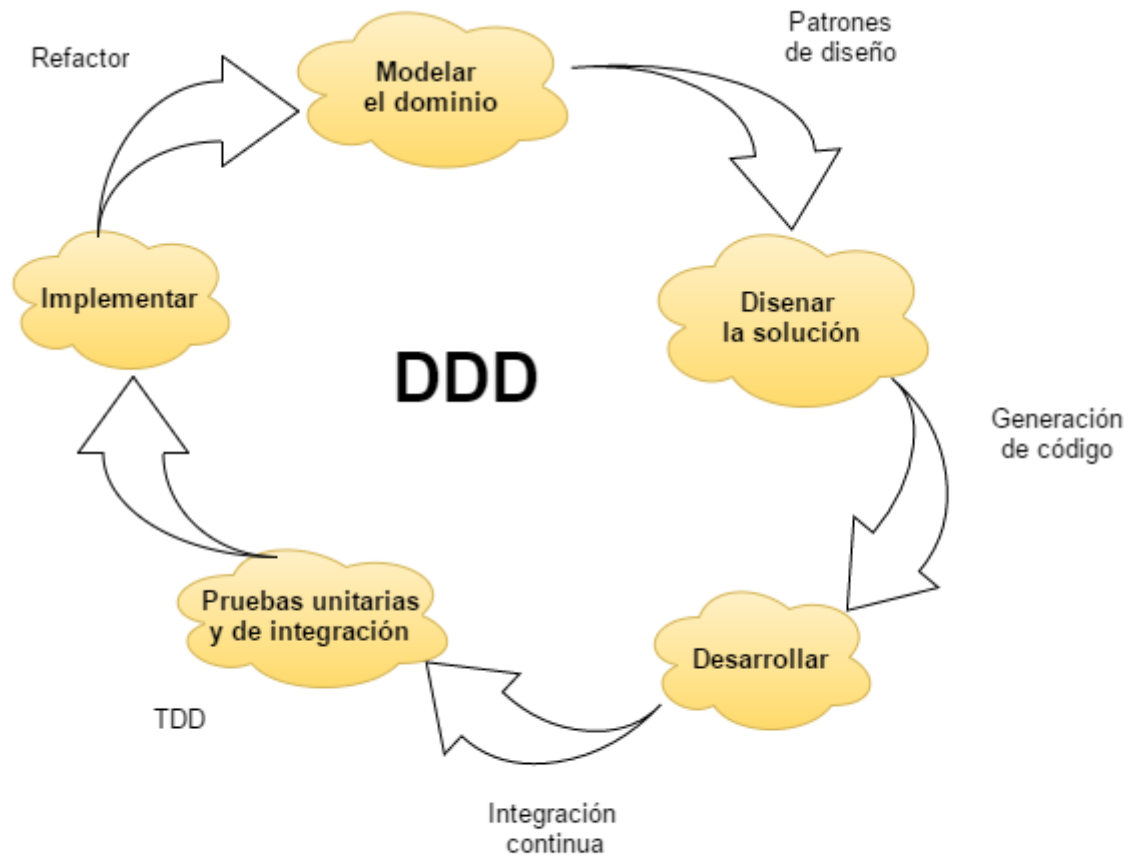 Refactor
Modelar
el dominio
Patrones
de diseño
Implementar
Disenar
la solución
DDD
Generación
de código
Pruebas unitarias
y de integración
Desarrollar
TDD
Integración
continua